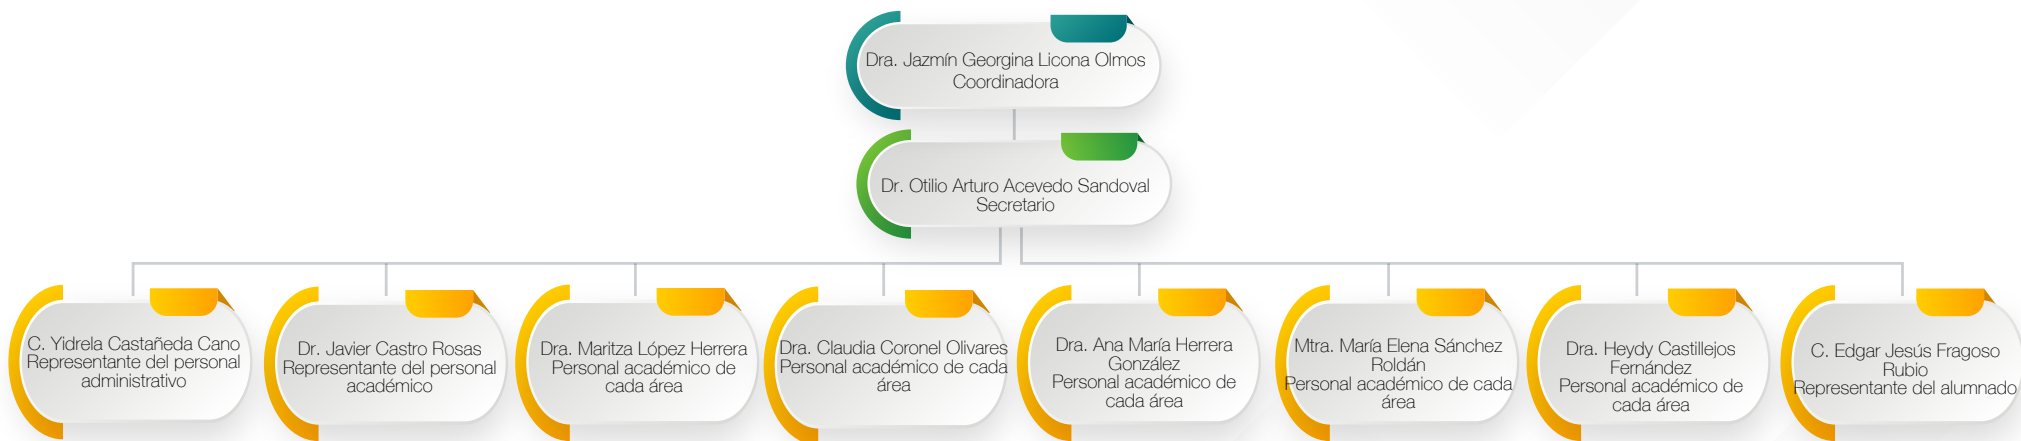 Dra. Jazmín Georgina Licona Olmos
Coordinadora
Dr. Otilio Arturo Acevedo Sandoval
Secretario
C. Yidrela Castañeda Cano
Representante del personal
administrativo
Dr. Javier Castro Rosas
Representante del personal
académico
Dra. Maritza López Herrera
Personal académico de
cada área
Dra. Claudia Coronel Olivares
Personal académico de cada
área
Dra. Ana María Herrera
González
Personal académico de
cada área
Mtra. María Elena Sánchez
Roldán
Personal académico de cada
área
Dra. Heydy Castillejos
Fernández
Personal académico de
cada área
C. Edgar Jesús Fragoso
Rubio
Representante del alumnado